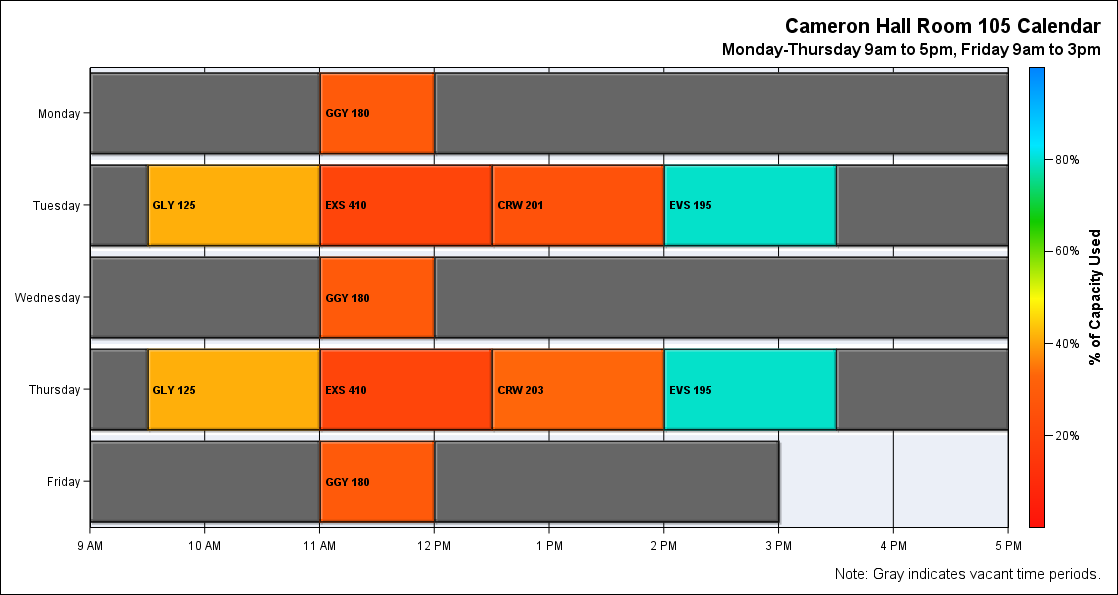 Cameron Hall Room 105 Calendar
Monday-Thursday 9am to 5pm, Friday 9am to 3pm
Monday
GGY 180
Tuesday
GLY 125
EXS 410
CRW 201
EVS 195
Wednesday
GGY 180
Thursday
GLY 125
EXS 410
CRW 203
EVS 195
Friday
GGY 180
9 AM
10 AM
11 AM
12 PM
1 PM
2 PM
3 PM
4 PM
5 PM
80%
60%
40%
20%
% of Capacity Used
Note: Gray indicates vacant time periods.